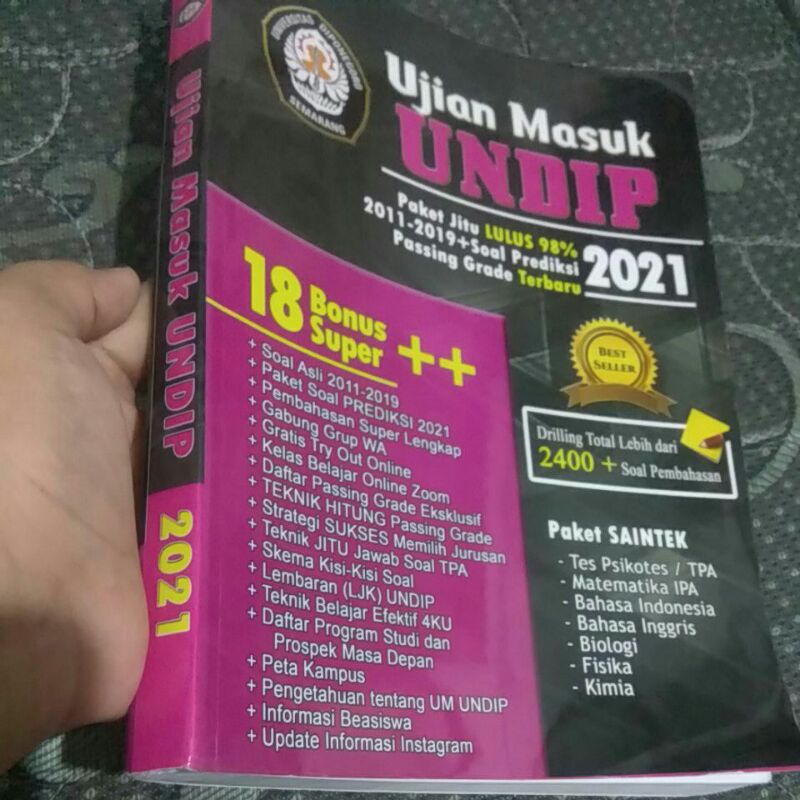 Ujian Masuk UNDIP 2021
UNIVERSITAS DIPONEGORO
SEMARANG
Ujian Masuk
UNDIP
Paket Jitu LULUS 98%
2011-2019+Soal Prediksi
Passing Grade Terbaru
2021
18 Bonus Super ++
+ Soal Asli 2011-2019
+ Paket Soal PREDIKSI 2021
+ Pembahasan Super Lengkap
+ Gabung Grup WA
+ Gratis Try Out Online
+ Kelas Belajar Online Zoom
+ Daftar Passing Grade Eksklusif
+ TEKNIK HITUNG Passing Grade
+ Strategi SUKSES Memilih Jurusan
+ Teknik JITU Jawab Soal TPA
+ Skema Kisi-Kisi Soal
+ Lembaran (LJK) UNDIP
+ Teknik Belajar Efektif 4KU
+ Daftar Program Studi dan
Prospek Masa Depan
+ Peta Kampus
+ Pengetahuan tentang UM UNDIP
+ Informasi Beasiswa
+ Update Informasi Instagram
BEST
SELLER
Drilling Total Lebih dari
2400 + Soal Pembahasan
Paket SAINTEK
- Tes Psikotes / TPA
- Matematika IPA
- Bahasa Indonesia
- Bahasa Inggris
- Biologi
- Fisika
- Kimia